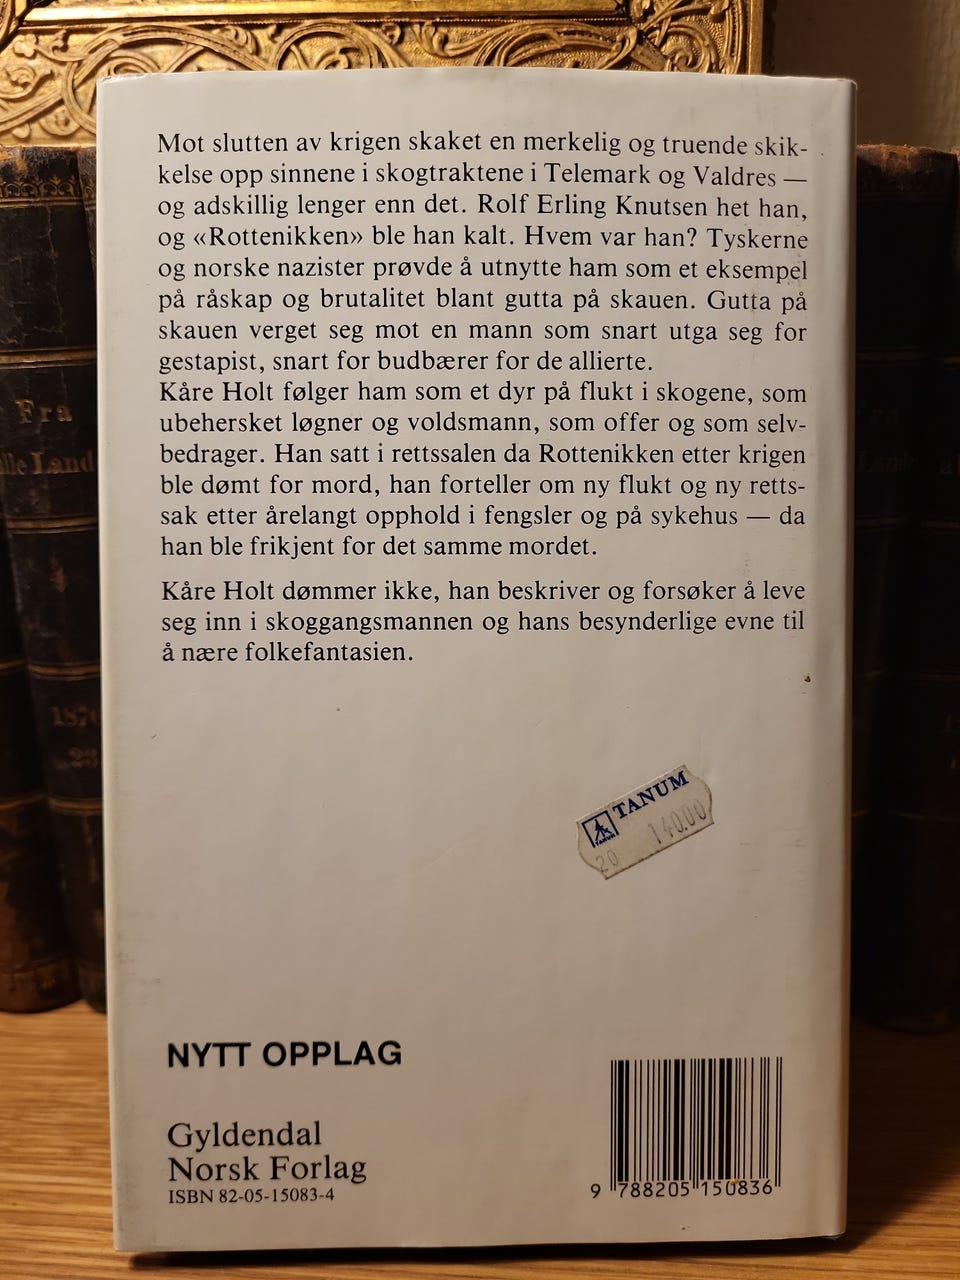 Mot slutten av krigen skaket en merkelig og truende skik-
kelse opp sinnene i skogtraktene i Telemark og Valdres —
og adskillig lenger enn det. Rolf Erling Knutsen het han,
og «Rottenikken» ble han kalt. Hvem var han? Tyskerne
og norske nazister prøvde å utnytte ham som et eksempel
på råskap og brutalitet blant gutta på skauen. Gutta på
skauen verget seg mot en mann som snart utga seg for
gestapist, snart for budbærer for de allierte.
Kåre Holt følger ham som et dyr på flukt i skogene, som
ubehersket løgner og voldsmann, som offer og som selv-
bedrager. Han satt i rettssalen da Rottenikken etter krigen
ble dømt for mord, han forteller om ny flukt og ny retts-
sak etter årelangt opphold i fengsler og på sykehus — da
han ble frikjent for det samme mordet.
Kåre Holt dømmer ikke, han beskriver og forsøker å leve
seg inn i skoggangsmannen og hans besynderlige evne til
å nære folkefantasien.
TANUM
TANUM
20 140.00
NYTT OPPLAG
Gyldendal
Norsk Forlag
ISBN 82-05-15083-4
9 788205 150836
Fra
Land
1870